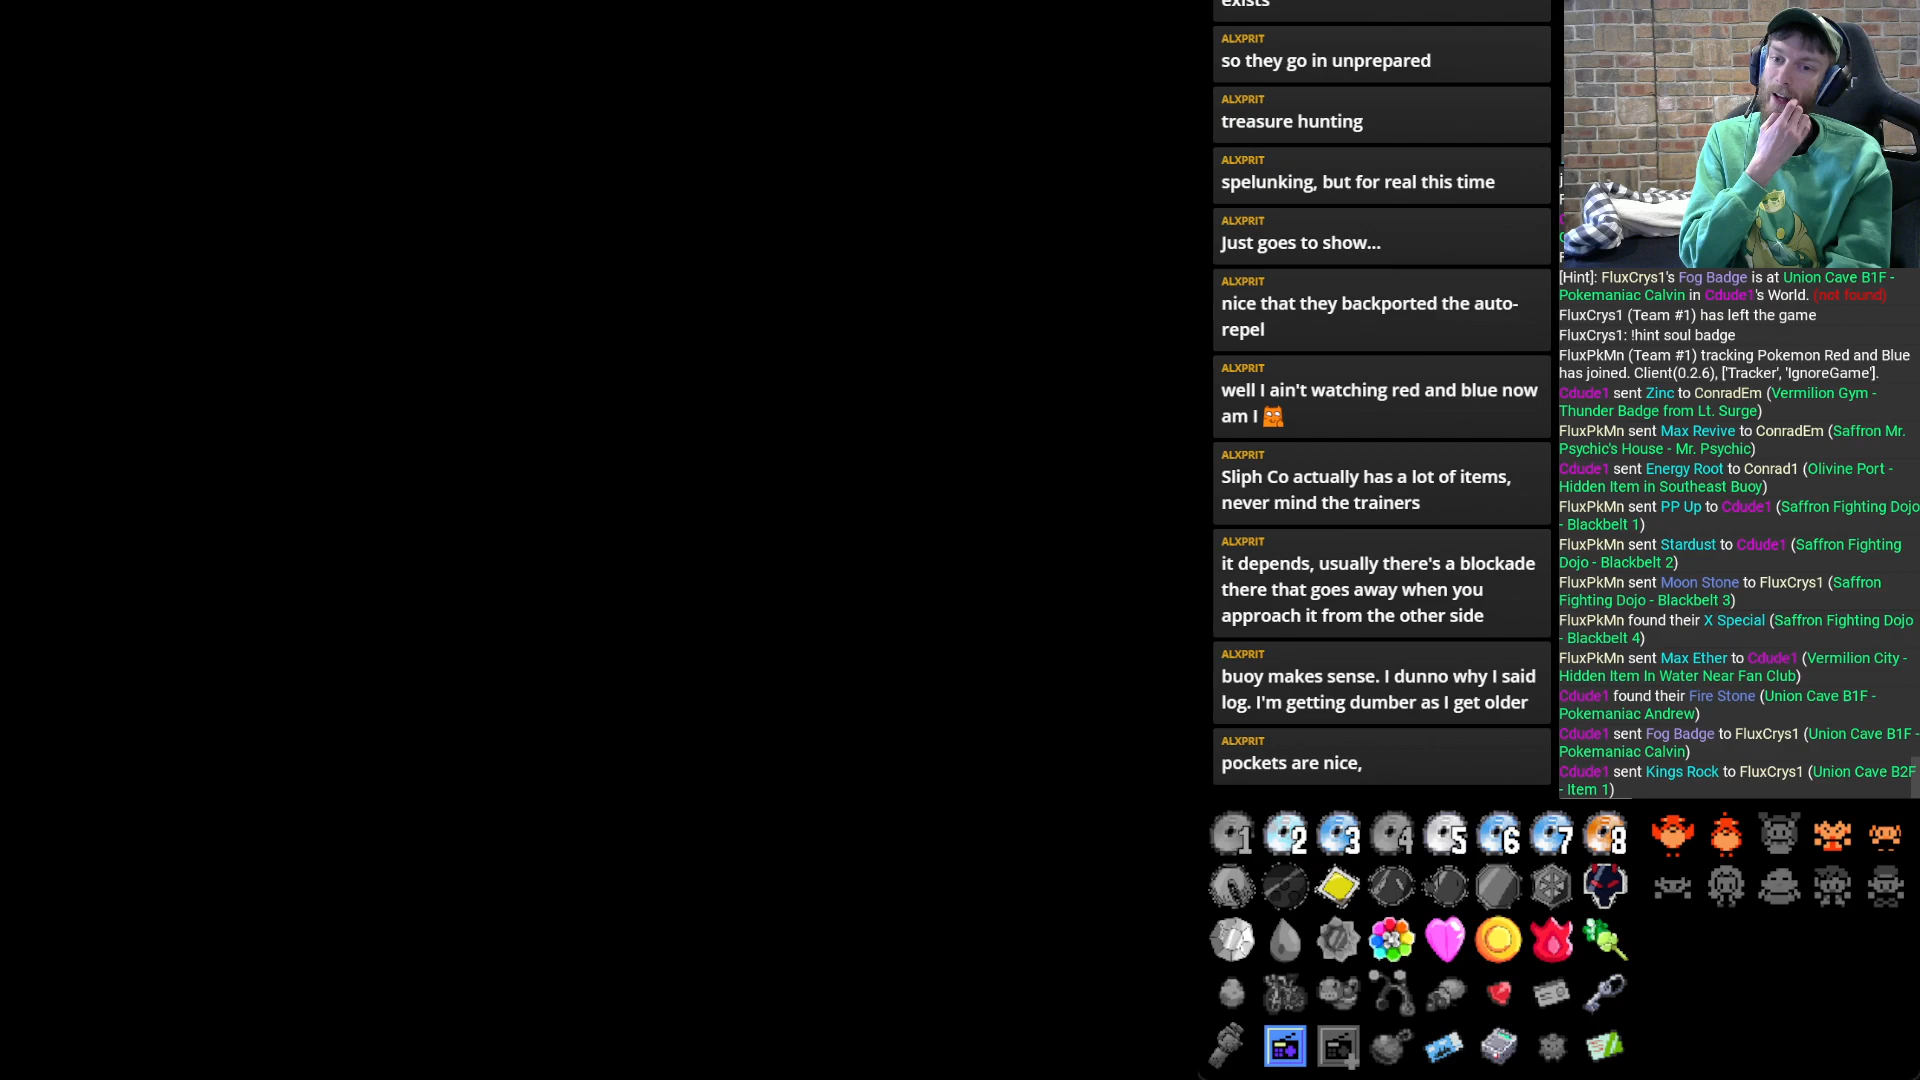 exists
ALXPRIT
so they go in unprepared
ALXPRIT
treasure hunting
ALXPRIT
spelunking, but for real this time
ALXPRIT
Just goes to show...
ALXPRIT
nice that they backported the auto-
repel
ALXPRIT
well I ain't watching red and blue now
am I
ALXPRIT
Sliph Co actually has a lot of items,
never mind the trainers
ALXPRIT
it depends, usually there's a blockade
there that goes away when you
approach it from the other side
ALXPRIT
buoy makes sense. I dunno why I said
log. I'm getting dumber as I get older
ALXPRIT
pockets are nice,
[Hint]: FluxCrys1's Fog Badge is at Union Cave B1F -
Pokemaniac Calvin in Cdude1's World. (not found)
FluxCrys1 (Team #1) has left the game
FluxCrys1: !hint soul badge
FluxPkMn (Team #1) tracking Pokemon Red and Blue
has joined. Client(0.2.6), ['Tracker', 'IgnoreGame'].
Cdude1 sent Zinc to ConradEm (Vermilion Gym -
Thunder Badge from Lt. Surge)
FluxPkMn sent Max Revive to ConradEm (Saffron Mr.
Psychic's House - Mr. Psychic)
Cdude1 sent Energy Root to Conrad1 (Olivine Port -
Hidden Item in Southeast Buoy)
FluxPkMn sent PP Up to Cdude1 (Saffron Fighting Dojo
- Blackbelt 1)
FluxPkMn sent Stardust to Cdude1 (Saffron Fighting
Dojo - Blackbelt 2)
FluxPkMn sent Moon Stone to FluxCrys1 (Saffron
Fighting Dojo - Blackbelt 3)
FluxPkMn found their X Special (Saffron Fighting Dojo
- Blackbelt 4)
FluxPkMn sent Max Ether to Cdude1 (Vermilion City -
Hidden Item In Water Near Fan Club)
Cdude1 found their Fire Stone (Union Cave B1F -
Pokemaniac Andrew)
Cdude1 sent Fog Badge to FluxCrys1 (Union Cave B1F -
Pokemaniac Calvin)
Cdude1 sent Kings Rock to FluxCrys1 (Union Cave B2F
- Item 1)
1 2 3 4 5 6 7 8